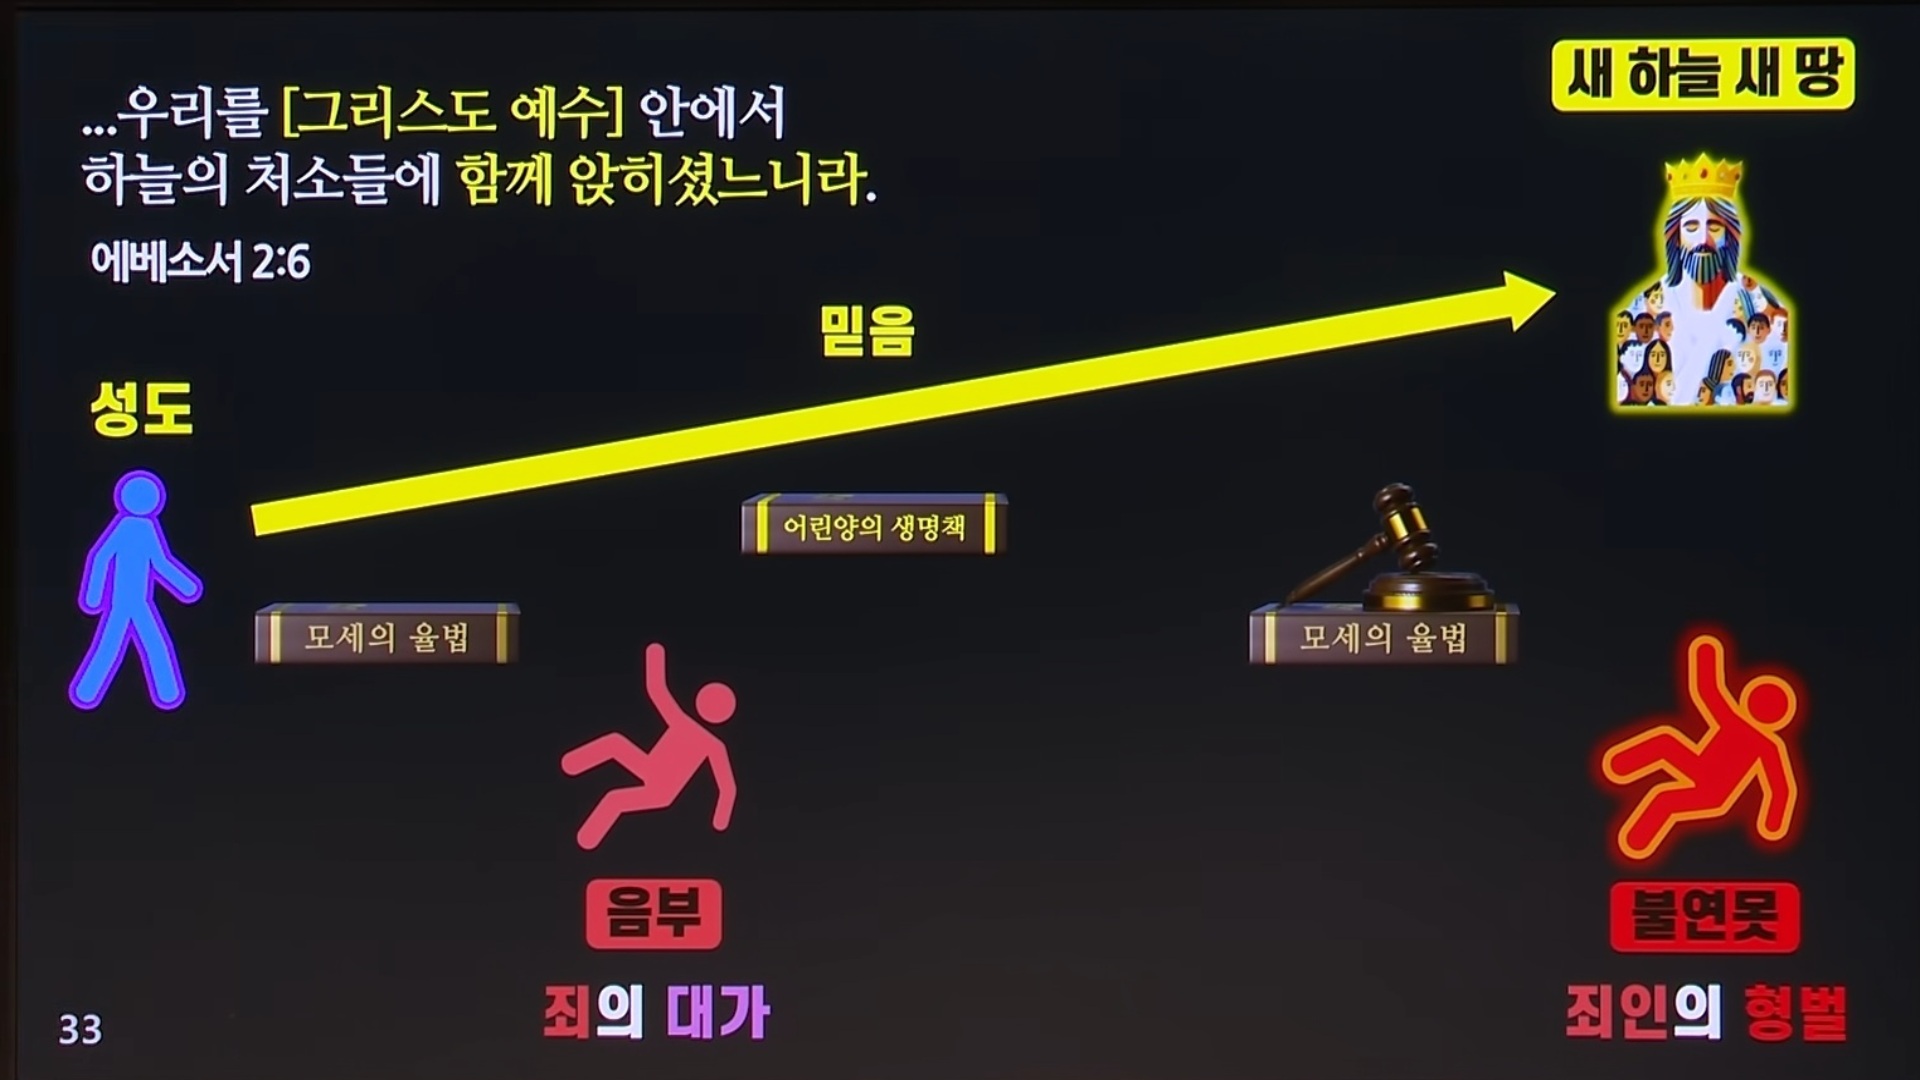 새 하늘 새 땅
...우리를 [그리스도 예수] 안에서
하늘의 처소들에 함께 앉히셨느니라.
에베소서 2:6
믿음
성도
어린양의 생명책
모세의 율법
모세의 율법
음부
불연못
죄의 대가
죄인의 형벌
33